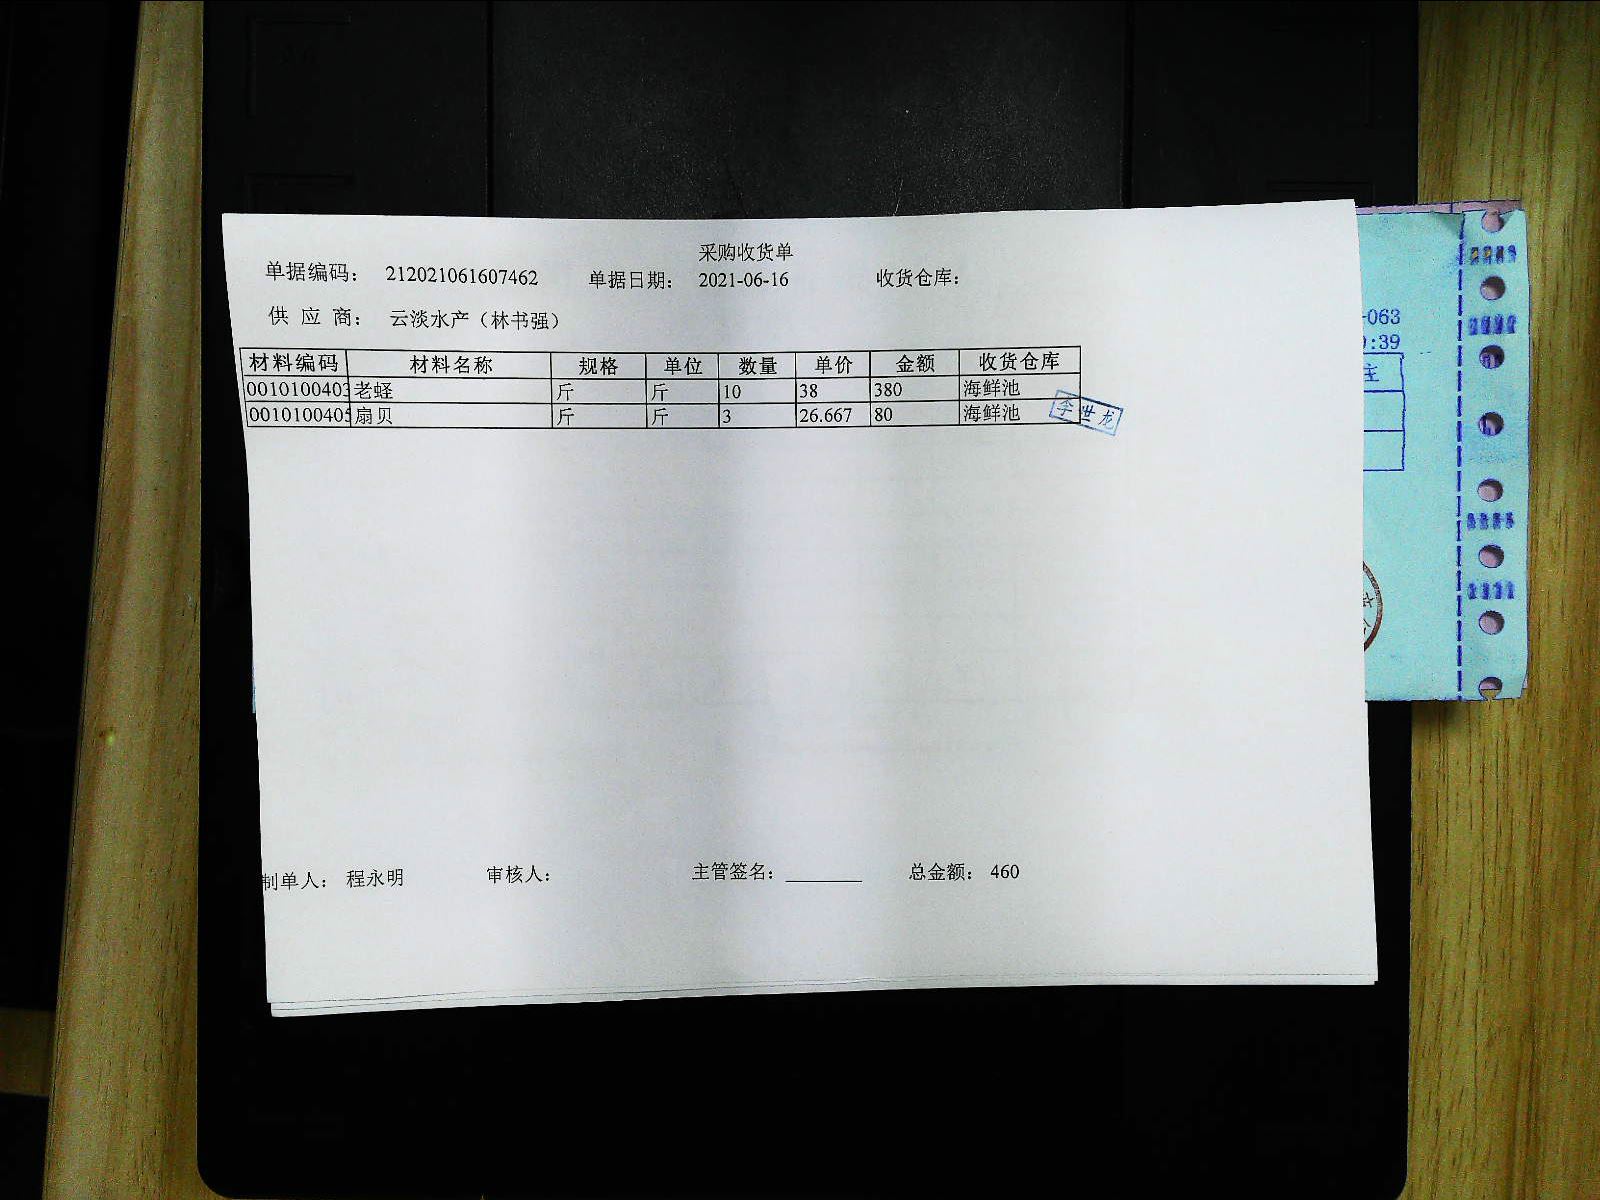 采购收货单
单据编码： 212021061607462 单据日期： 2021-06-16 收货仓库：
供 应 商： 云淡水产（林书强）
材料编码 材料名称 规格 单位 数量 单价 金额 收货仓库
0010100403 老蛏 斤 斤 10 38 380 海鲜池
0010100405 扇贝 斤 斤 3 26.667 80 海鲜池
李世龙
制单人： 程永明 审核人： 主管签名： 总金额： 460
-063
:39
注